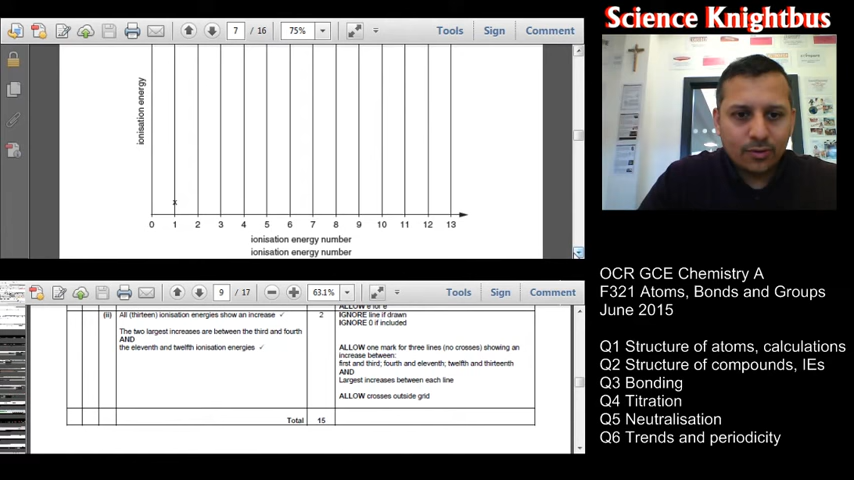 Science Knightbus
7 / 16
75%
Tools
Sign
Comment
ionisation energy
x
0 1 2 3 4 5 6 7 8 9 10 11 12 13
ionisation energy number
ionisation energy number
9 / 17
63.1%
Tools
Sign
Comment
(ii)
All (thirteen) ionisation energies show an increase ✓
The two largest increases are between the third and fourth
AND
the eleventh and twelfth ionisation energies ✓
2
IGNORE line if drawn
IGNORE 0 if included
ALLOW one mark for three lines (no crosses) showing an
increase between:
first and third; fourth and eleventh; twelfth and thirteenth
AND
Largest increases between each line
ALLOW crosses outside grid
Total 15
OCR GCE Chemistry A
F321 Atoms, Bonds and Groups
June 2015
Q1 Structure of atoms, calculations
Q2 Structure of compounds, IEs
Q3 Bonding
Q4 Titration
Q5 Neutralisation
Q6 Trends and periodicity